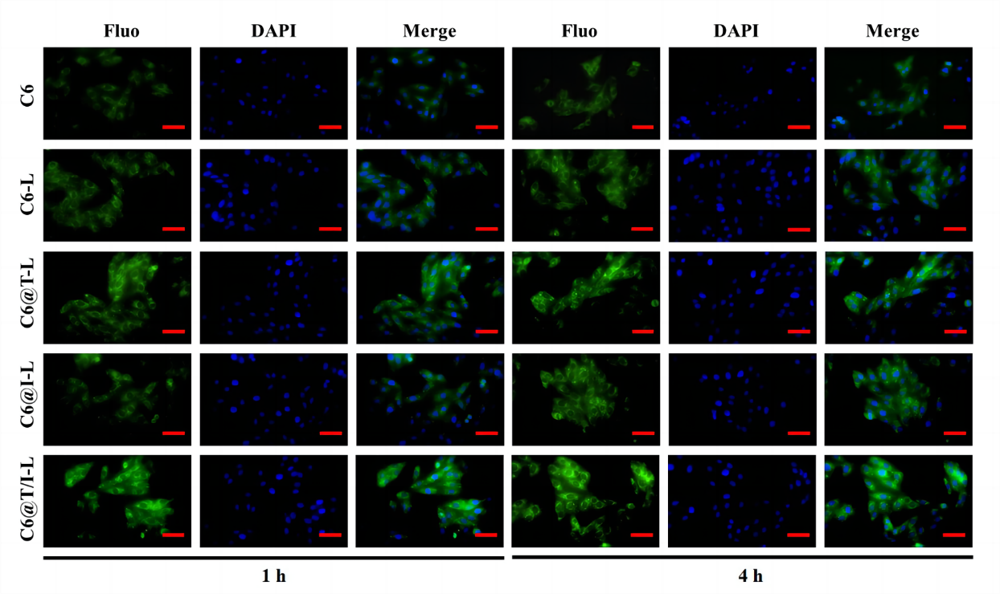 Fluo DAPI Merge Fluo DAPI Merge
C6
C6-L
C6@T-L
C6@I-L
C6@T/I-L
1 h 4 h